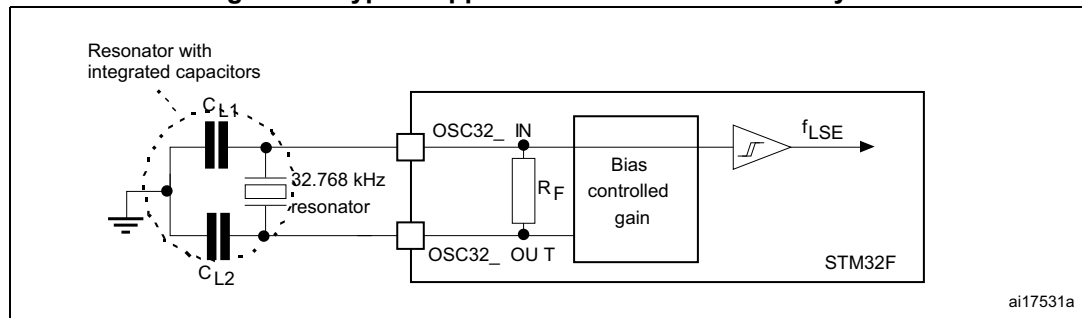 Resonator with
integrated capacitors
CL1
OSC32_ IN
fLSE
32.768 kHz
resonator
RF
Bias
controlled
gain
OSC32_ OU T
STM32F
CL2
ai17531a